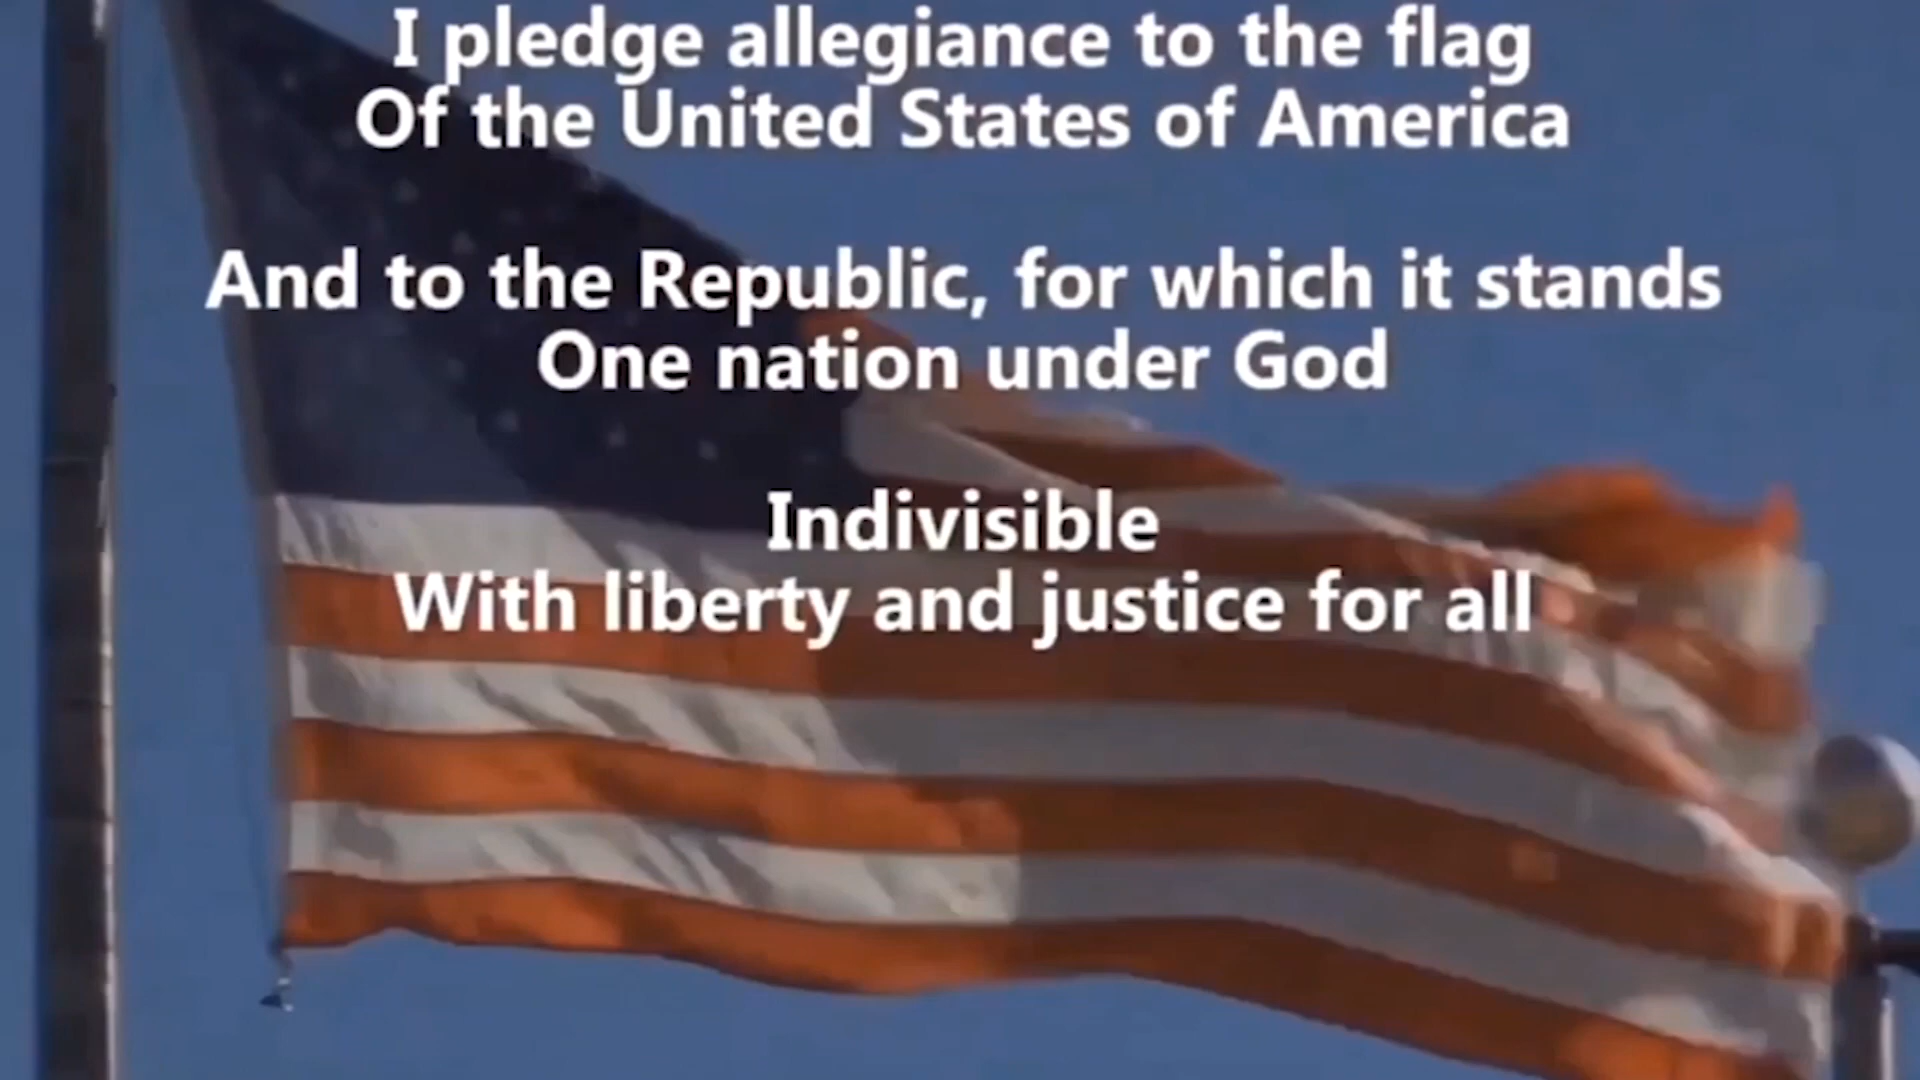 I pledge allegiance to the flag
Of the United States of America
And to the Republic, for which it stands
One nation under God
Indivisible
With liberty and justice for all